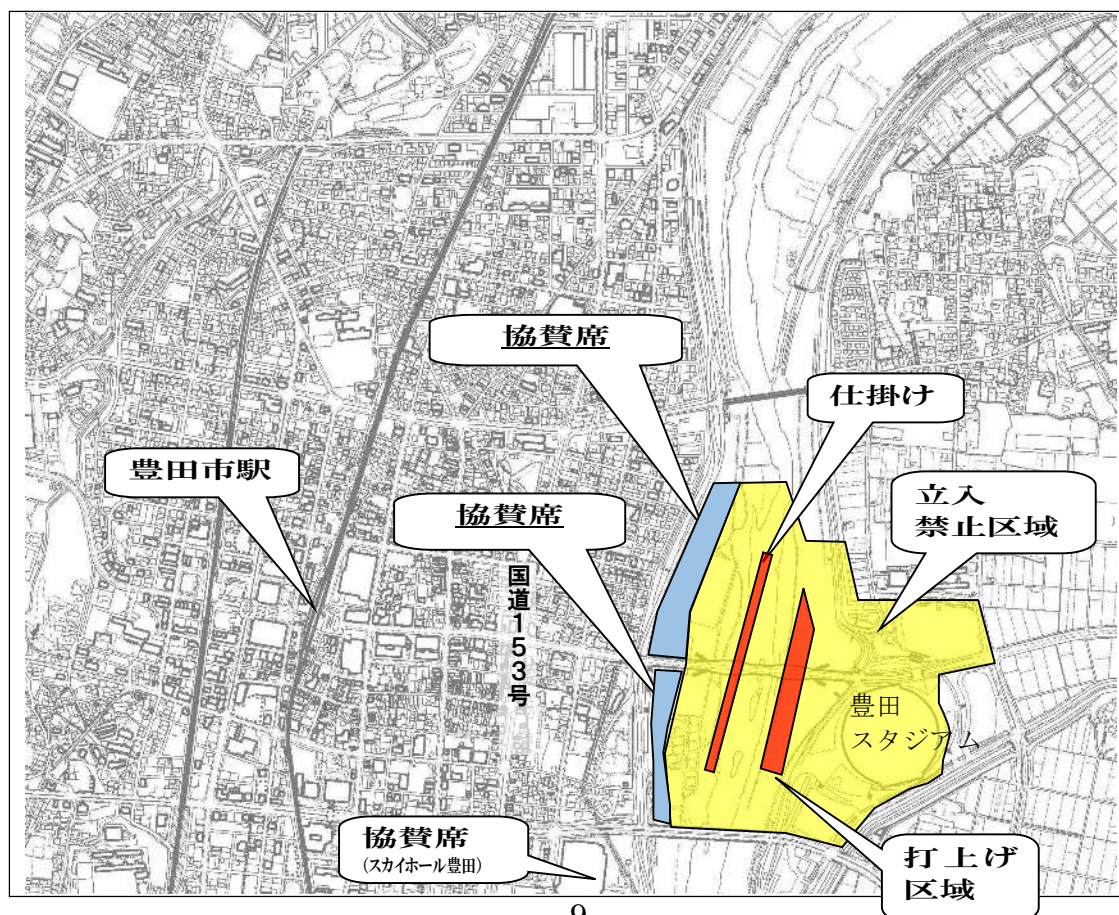 協賛席
仕掛け
豊田市駅
協賛席
立入
禁止区域
国道153号
豊田
スタジアム
協賛席
(スカイホール豊田)
打上げ
区域
9